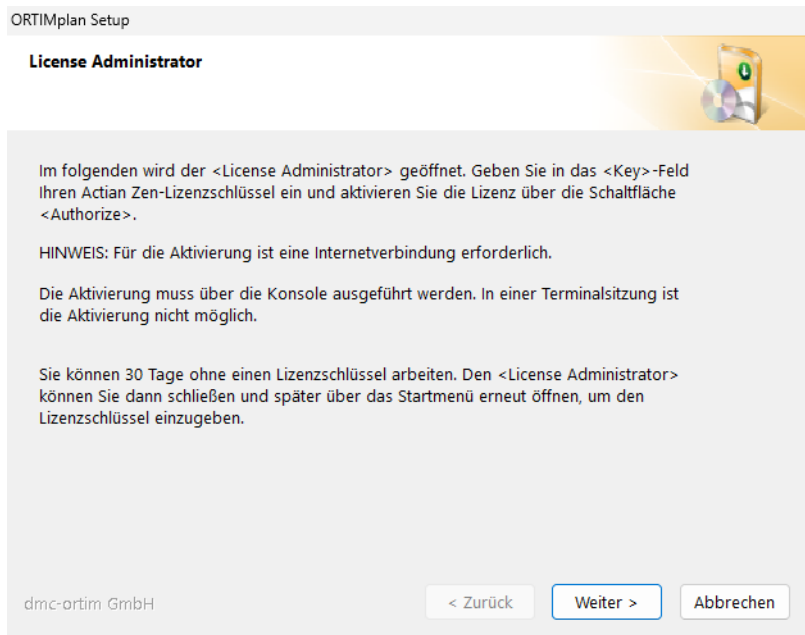 ORTIMplan Setup
License Administrator
Im folgenden wird der <License Administrator> geöffnet. Geben Sie in das <Key>-Feld
Ihren Actian Zen-Lizenzschlüssel ein und aktivieren Sie die Lizenz über die Schaltfläche
<Authorize>.
HINWEIS: Für die Aktivierung ist eine Internetverbindung erforderlich.
Die Aktivierung muss über die Konsole ausgeführt werden. In einer Terminalsitzung ist
die Aktivierung nicht möglich.
Sie können 30 Tage ohne einen Lizenzschlüssel arbeiten. Den <License Administrator>
können Sie dann schließen und später über das Startmenü erneut öffnen, um den
Lizenzschlüssel einzugeben.
dmc-ortim GmbH
< Zurück
Weiter >
Abbrechen